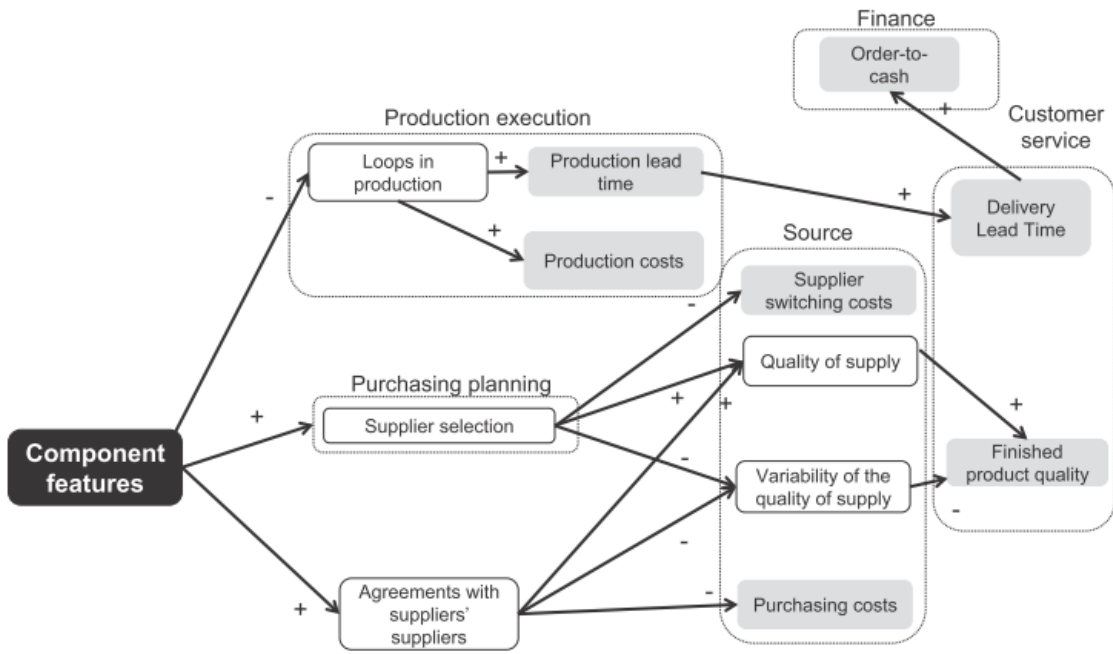 Finance
Order-to-
cash
+
Customer
service
Production execution
Loops in
production
+
Production lead
time
+
Delivery
Lead Time
-
+
Production costs
Source
Supplier
switching costs
-
Quality of supply
Purchasing planning
+
Supplier selection
+
+
+
Component
features
Finished
product quality
-
Variability of the
quality of supply
-
-
+
Agreements with
suppliers'
suppliers
-
Purchasing costs